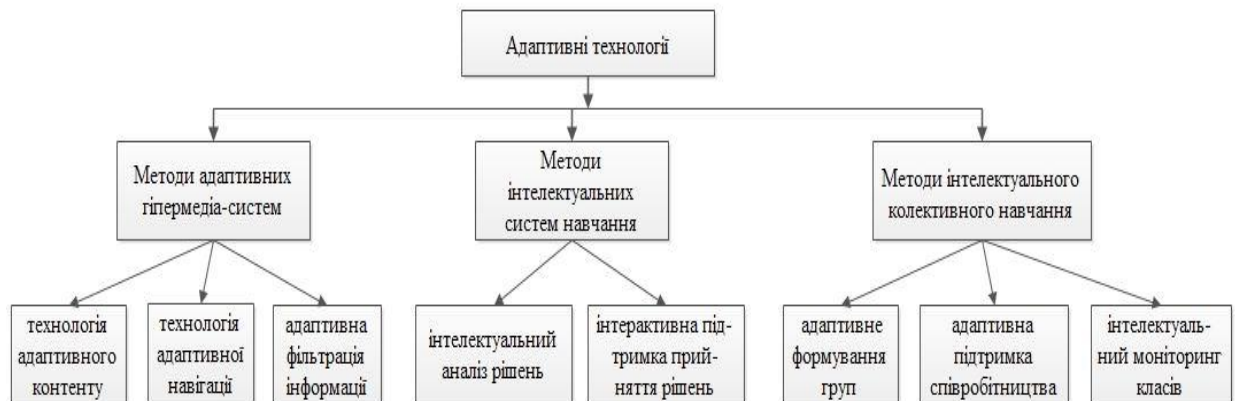 Адаптивні технології
Методи адаптивних
гіпермедіа-систем
Методи
інтелектуальних
систем навчання
Методи інтелектуального
колективного навчання
технологія
адаптивного
контенту
технологія
адаптивної
навігації
адаптивна
фільтрація
інформації
інтелектуальний
аналіз рішень
інтерактивна під-
тримка прий-
няття рішень
адаптивне
формування
груп
адаптивна
підтримка
співробітництва
інтелектуаль-
ний моніторинг
класів